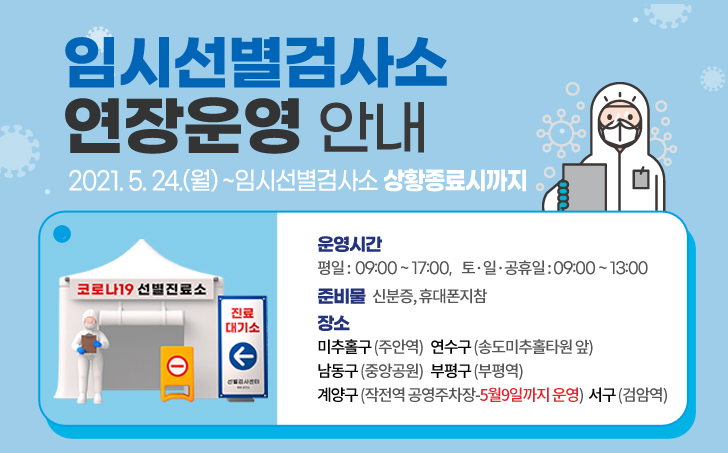 임시선별검사소
연장운영 안내
2021. 5. 24.(월) ~임시선별검사소 상황종료시까지
코로나19 선별진료소
진료
대기소
선별검사센터
운영시간
평일 : 09:00 ~ 17:00, 토·일·공휴일 : 09:00 ~ 13:00
준비물 신분증, 휴대폰지참
장소
미추홀구 (주안역) 연수구 (송도미추홀타원 앞)
남동구 (중앙공원) 부평구 (부평역)
계양구 (작전역 공영주차장-5월9일까지 운영) 서구 (검암역)